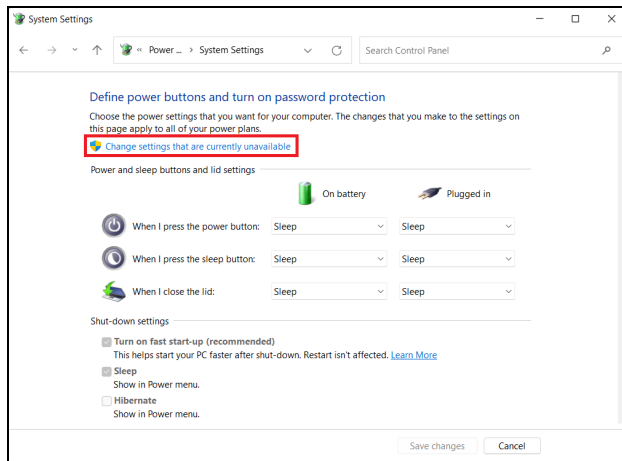 System Settings
« Power ... › System Settings
Search Control Panel
Define power buttons and turn on password protection
Choose the power settings that you want for your computer. The changes that you make to the settings on
this page apply to all of your power plans.
Change settings that are currently unavailable
Power and sleep buttons and lid settings
On battery Plugged in
When I press the power button: Sleep Sleep
When I press the sleep button: Sleep Sleep
When I close the lid: Sleep Sleep
Shut-down settings
Turn on fast start-up (recommended)
This helps start your PC faster after shut-down. Restart isn't affected. Learn More
Sleep
Show in Power menu.
Hibernate
Show in Power menu.
Save changes Cancel